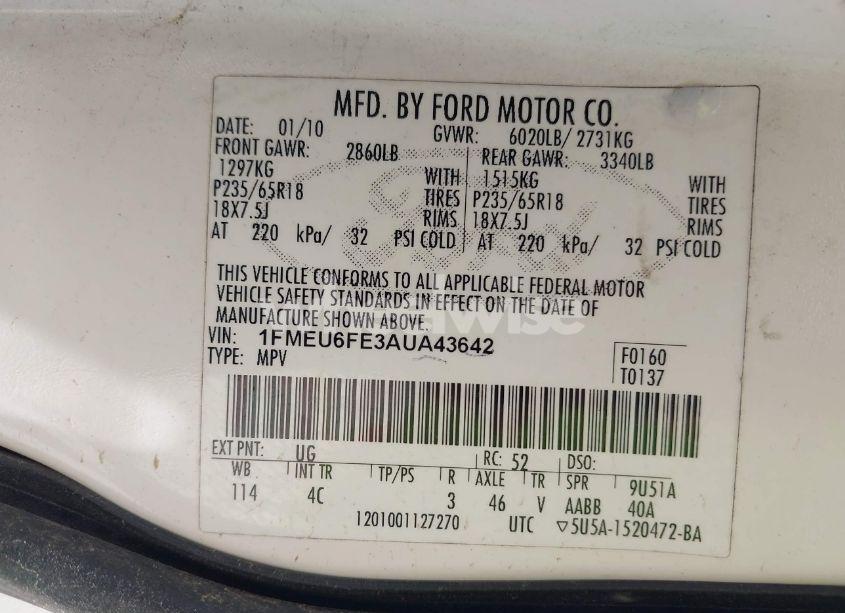 MFD. BY FORD MOTOR CO.
DATE: 01/10 GVWR: 6020LB/ 2731KG
FRONT GAWR: 2860LB REAR GAWR: 3340LB
1297KG WITH 1515KG WITH
P235/65R18 TIRES P235/65R18 TIRES
18X7.5J RIMS 18X7.5J RIMS
AT 220 kPa/ 32 PSI COLD AT 220 kPa/ 32 PSI COLD
THIS VEHICLE CONFORMS TO ALL APPLICABLE FEDERAL MOTOR
VEHICLE SAFETY STANDARDS IN EFFECT ON THE DATE OF
MANUFACTURE SHOWN ABOVE.
VIN: 1FMEU6FE3AUA43642
TYPE: MPV
F0160
T0137
EXT PNT: UG RC: 52 DSO:
WB INT TR TP/PS R AXLE TR SPR 9U51A
114 4C 3 46 V AABB 40A
1201001127270 UTC ▽5U5A-1520472-BA